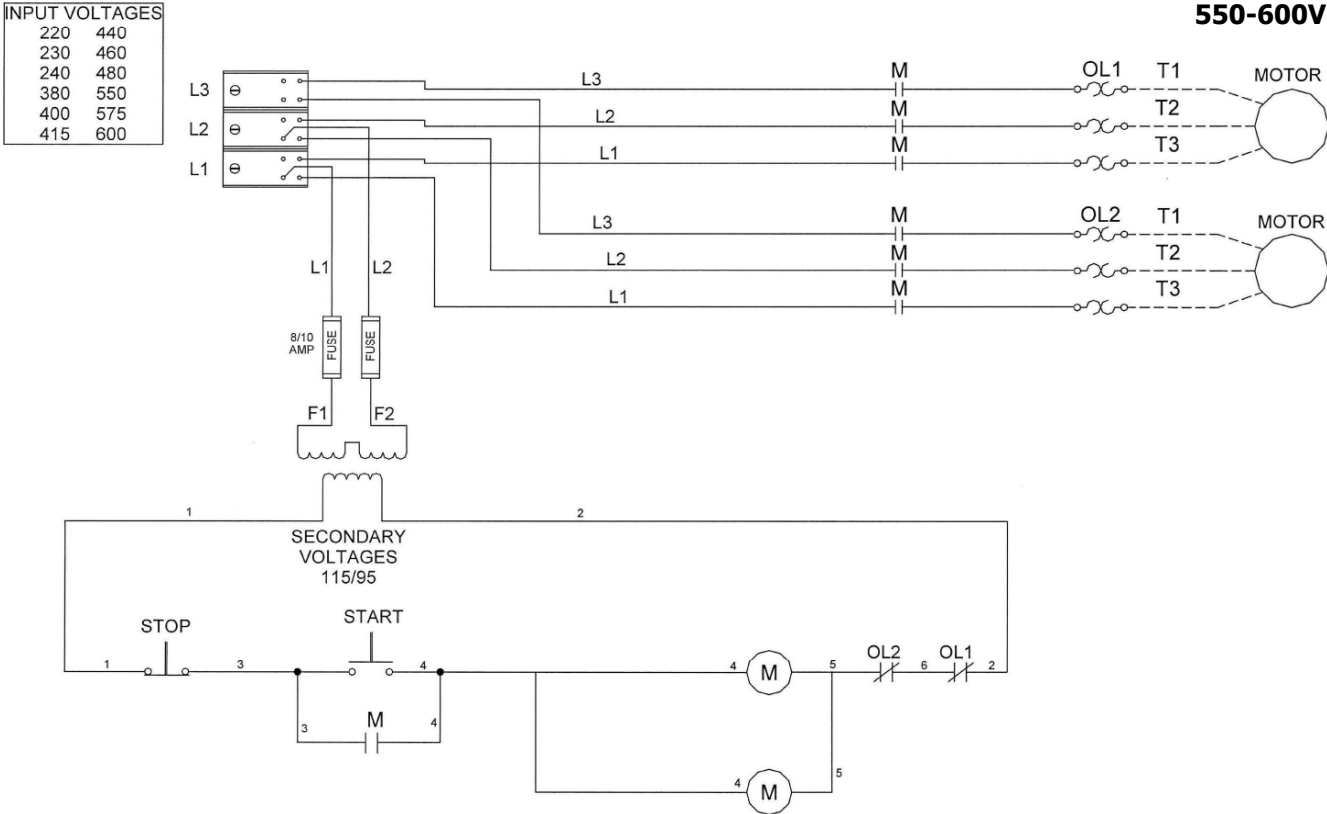 INPUT VOLTAGES
220 440
230 460
240 480
380 550
400 575
415 600
550-600V
L3
L2
L1
L3
L2
L1
M
M
M
OL1
T1
T2
T3
MOTOR
L3
L2
L1
M
M
M
OL2
T1
T2
T3
MOTOR
L1
L2
8/10
AMP
FUSE
FUSE
F1
F2
1
2
SECONDARY
VOLTAGES
115/95
STOP
START
1
3
4
4
M
5
OL2
6
OL1
2
3
M
4
4
M
5